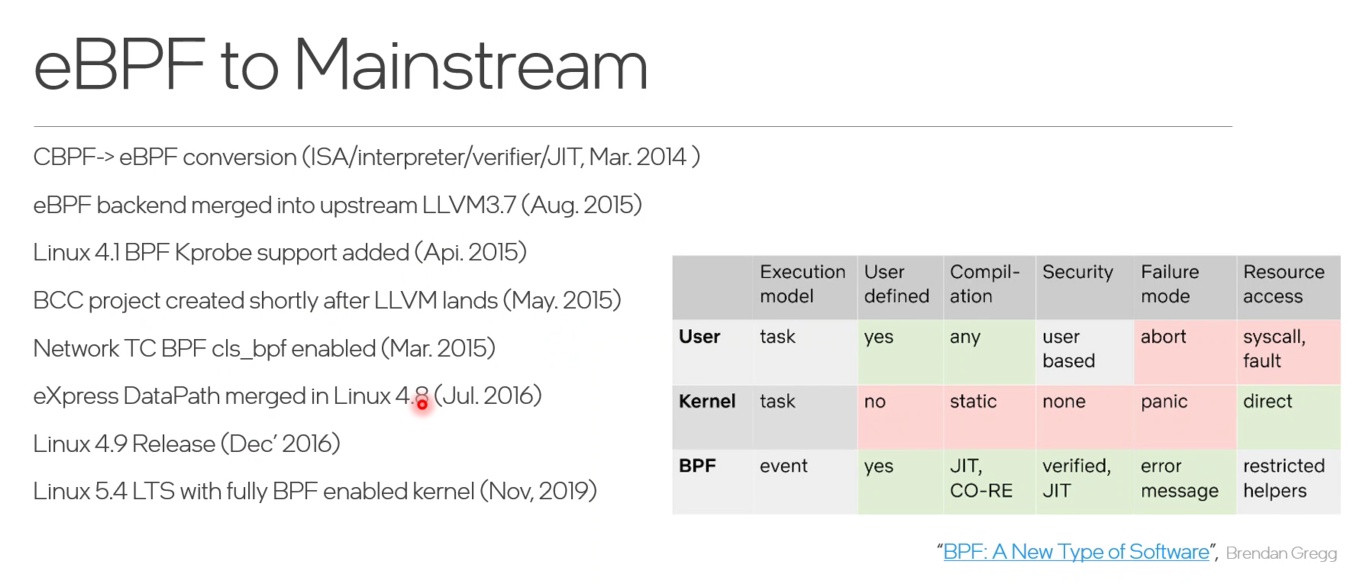 eBPF to Mainstream
CBPF-> eBPF conversion (ISA/interpreter/verifier/JIT, Mar. 2014 )
eBPF backend merged into upstream LLVM3.7 (Aug. 2015)
Linux 4.1 BPF Kprobe support added (Api. 2015)
BCC project created shortly after LLVM lands (May. 2015)
Network TC BPF cls_bpf enabled (Mar. 2015)
eXpress DataPath merged in Linux 4.8 (Jul. 2016)
Linux 4.9 Release (Dec’ 2016)
Linux 5.4 LTS with fully BPF enabled kernel (Nov, 2019)
Execution User Compil- Security Failure Resource
model defined ation mode access
User task yes any user abort syscall,
based fault
Kernel task no static none panic direct
BPF event yes JIT, verified, error restricted
CO-RE JIT message helpers
“BPF: A New Type of Software”, Brendan Gregg